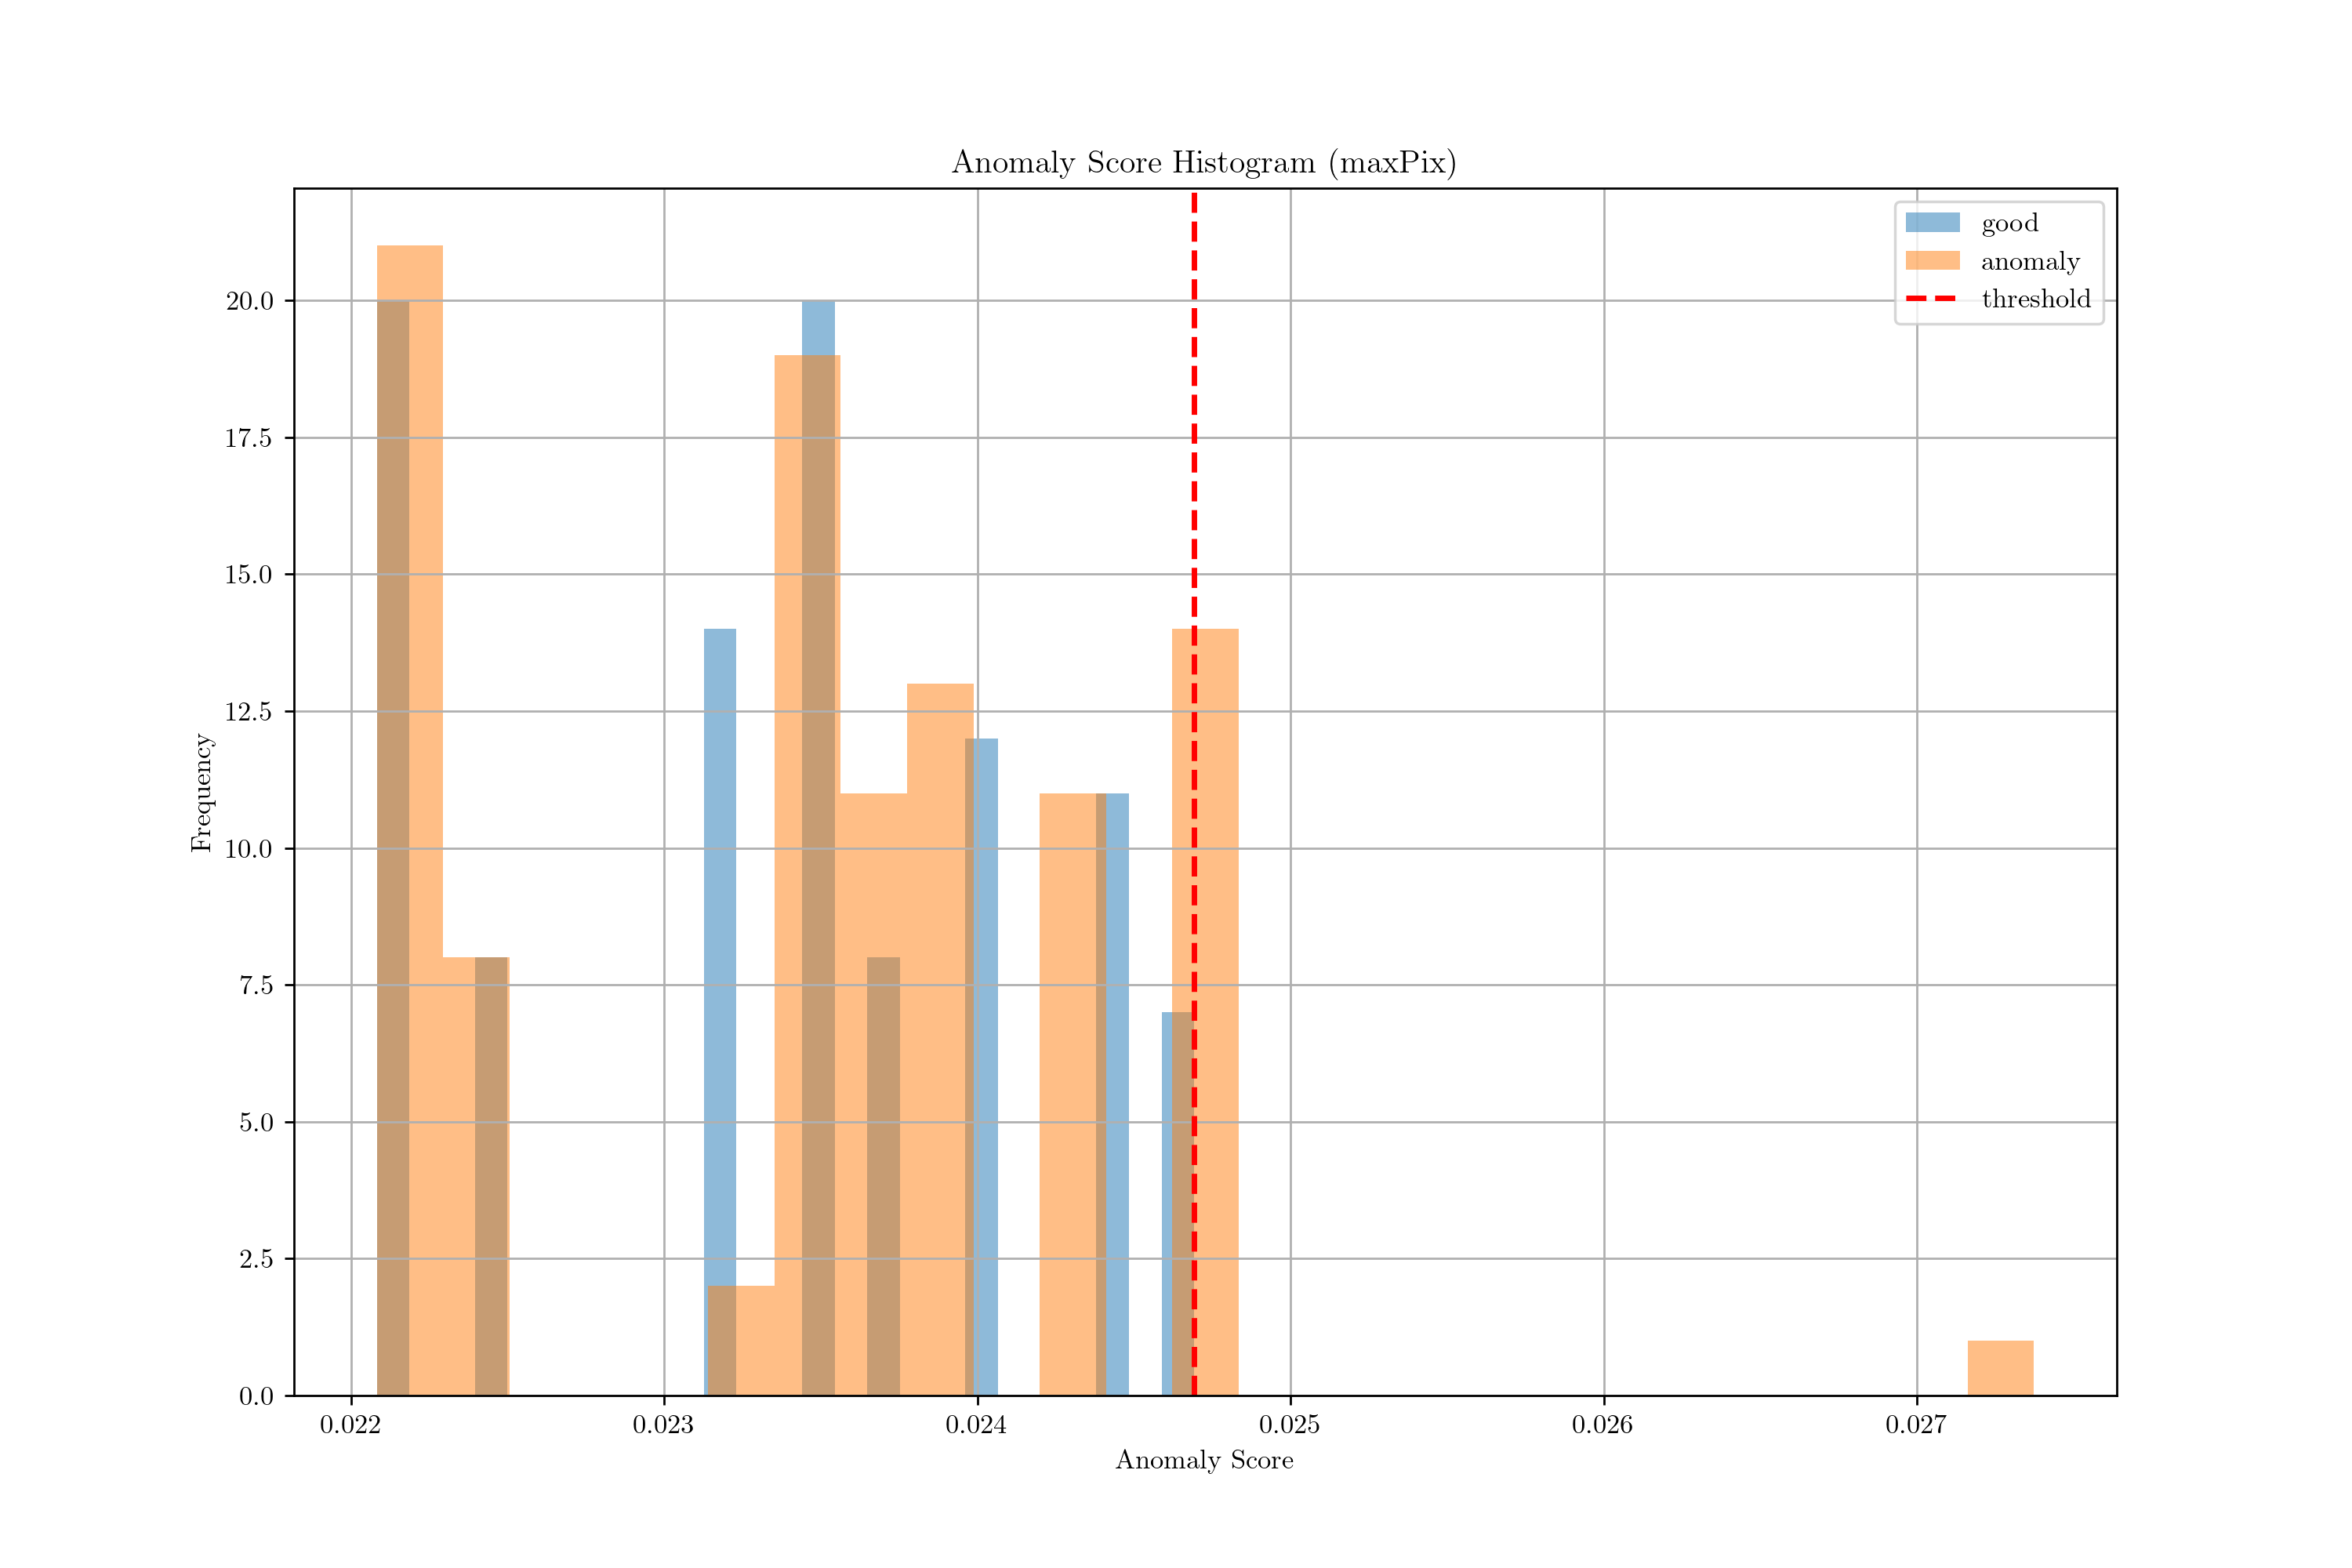 Anomaly Score Histogram (maxPix)
good
anomaly
threshold
20.0
17.5
15.0
12.5
10.0
7.5
5.0
2.5
0.0
Frequency
0.022 0.023 0.024 0.025 0.026 0.027
Anomaly Score